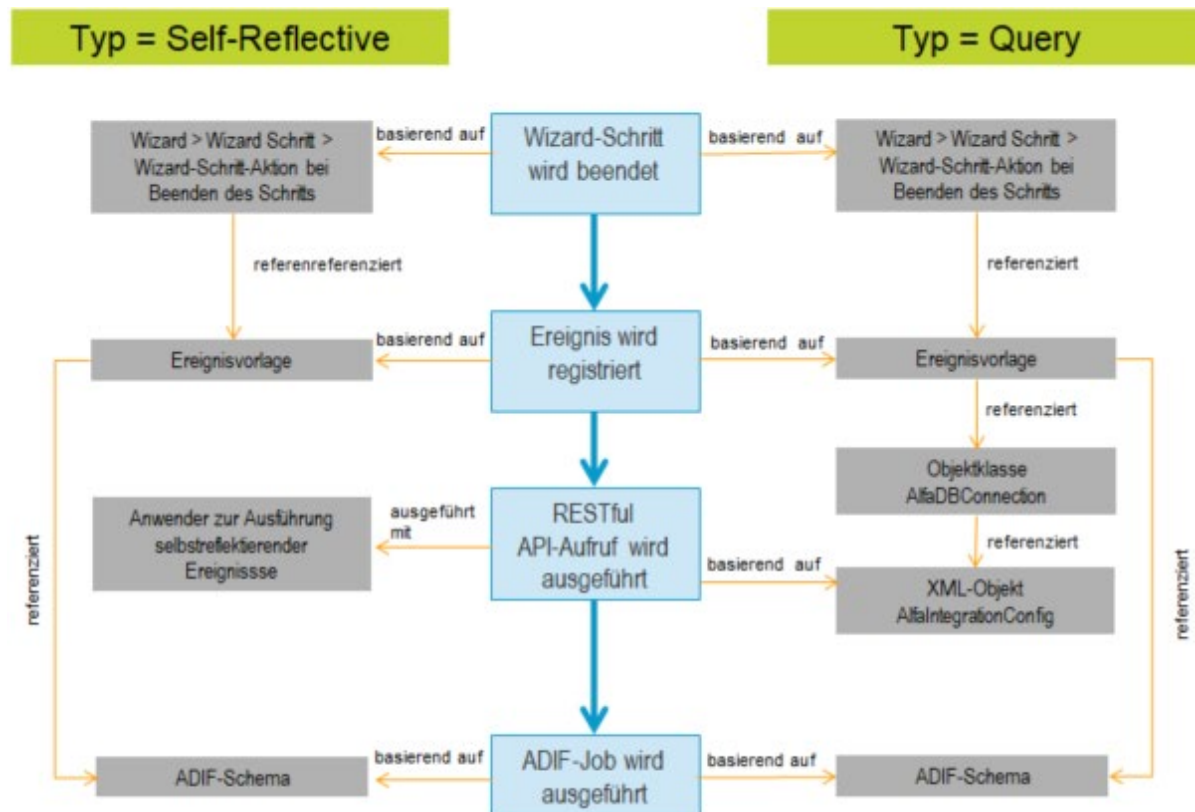 Typ = Self-Reflective
Typ = Query
Wizard > Wizard Schritt >
Wizard-Schritt-Aktion bei
Beenden des Schritts
basierend auf
Wizard-Schritt
wird beendet
basierend auf
Wizard > Wizard Schritt >
Wizard-Schritt-Aktion bei
Beenden des Schritts
referenreferenziert
referenziert
Ereignisvorlage
basierend auf
Ereignis wird
registriert
basierend auf
Ereignisvorlage
referenziert
Objektklasse
AlfaDBConnection
referenziert
Anwender zur Ausführung
selbstreflektierender
Ereignissse
ausgeführt
mit
RESTful
API-Aufruf wird
ausgeführt
basierend auf
XML-Objekt
AlfaIntegrationConfig
referenziert
referenziert
ADIF-Schema
basierend auf
ADIF-Job wird
ausgeführt
basierend auf
ADIF-Schema